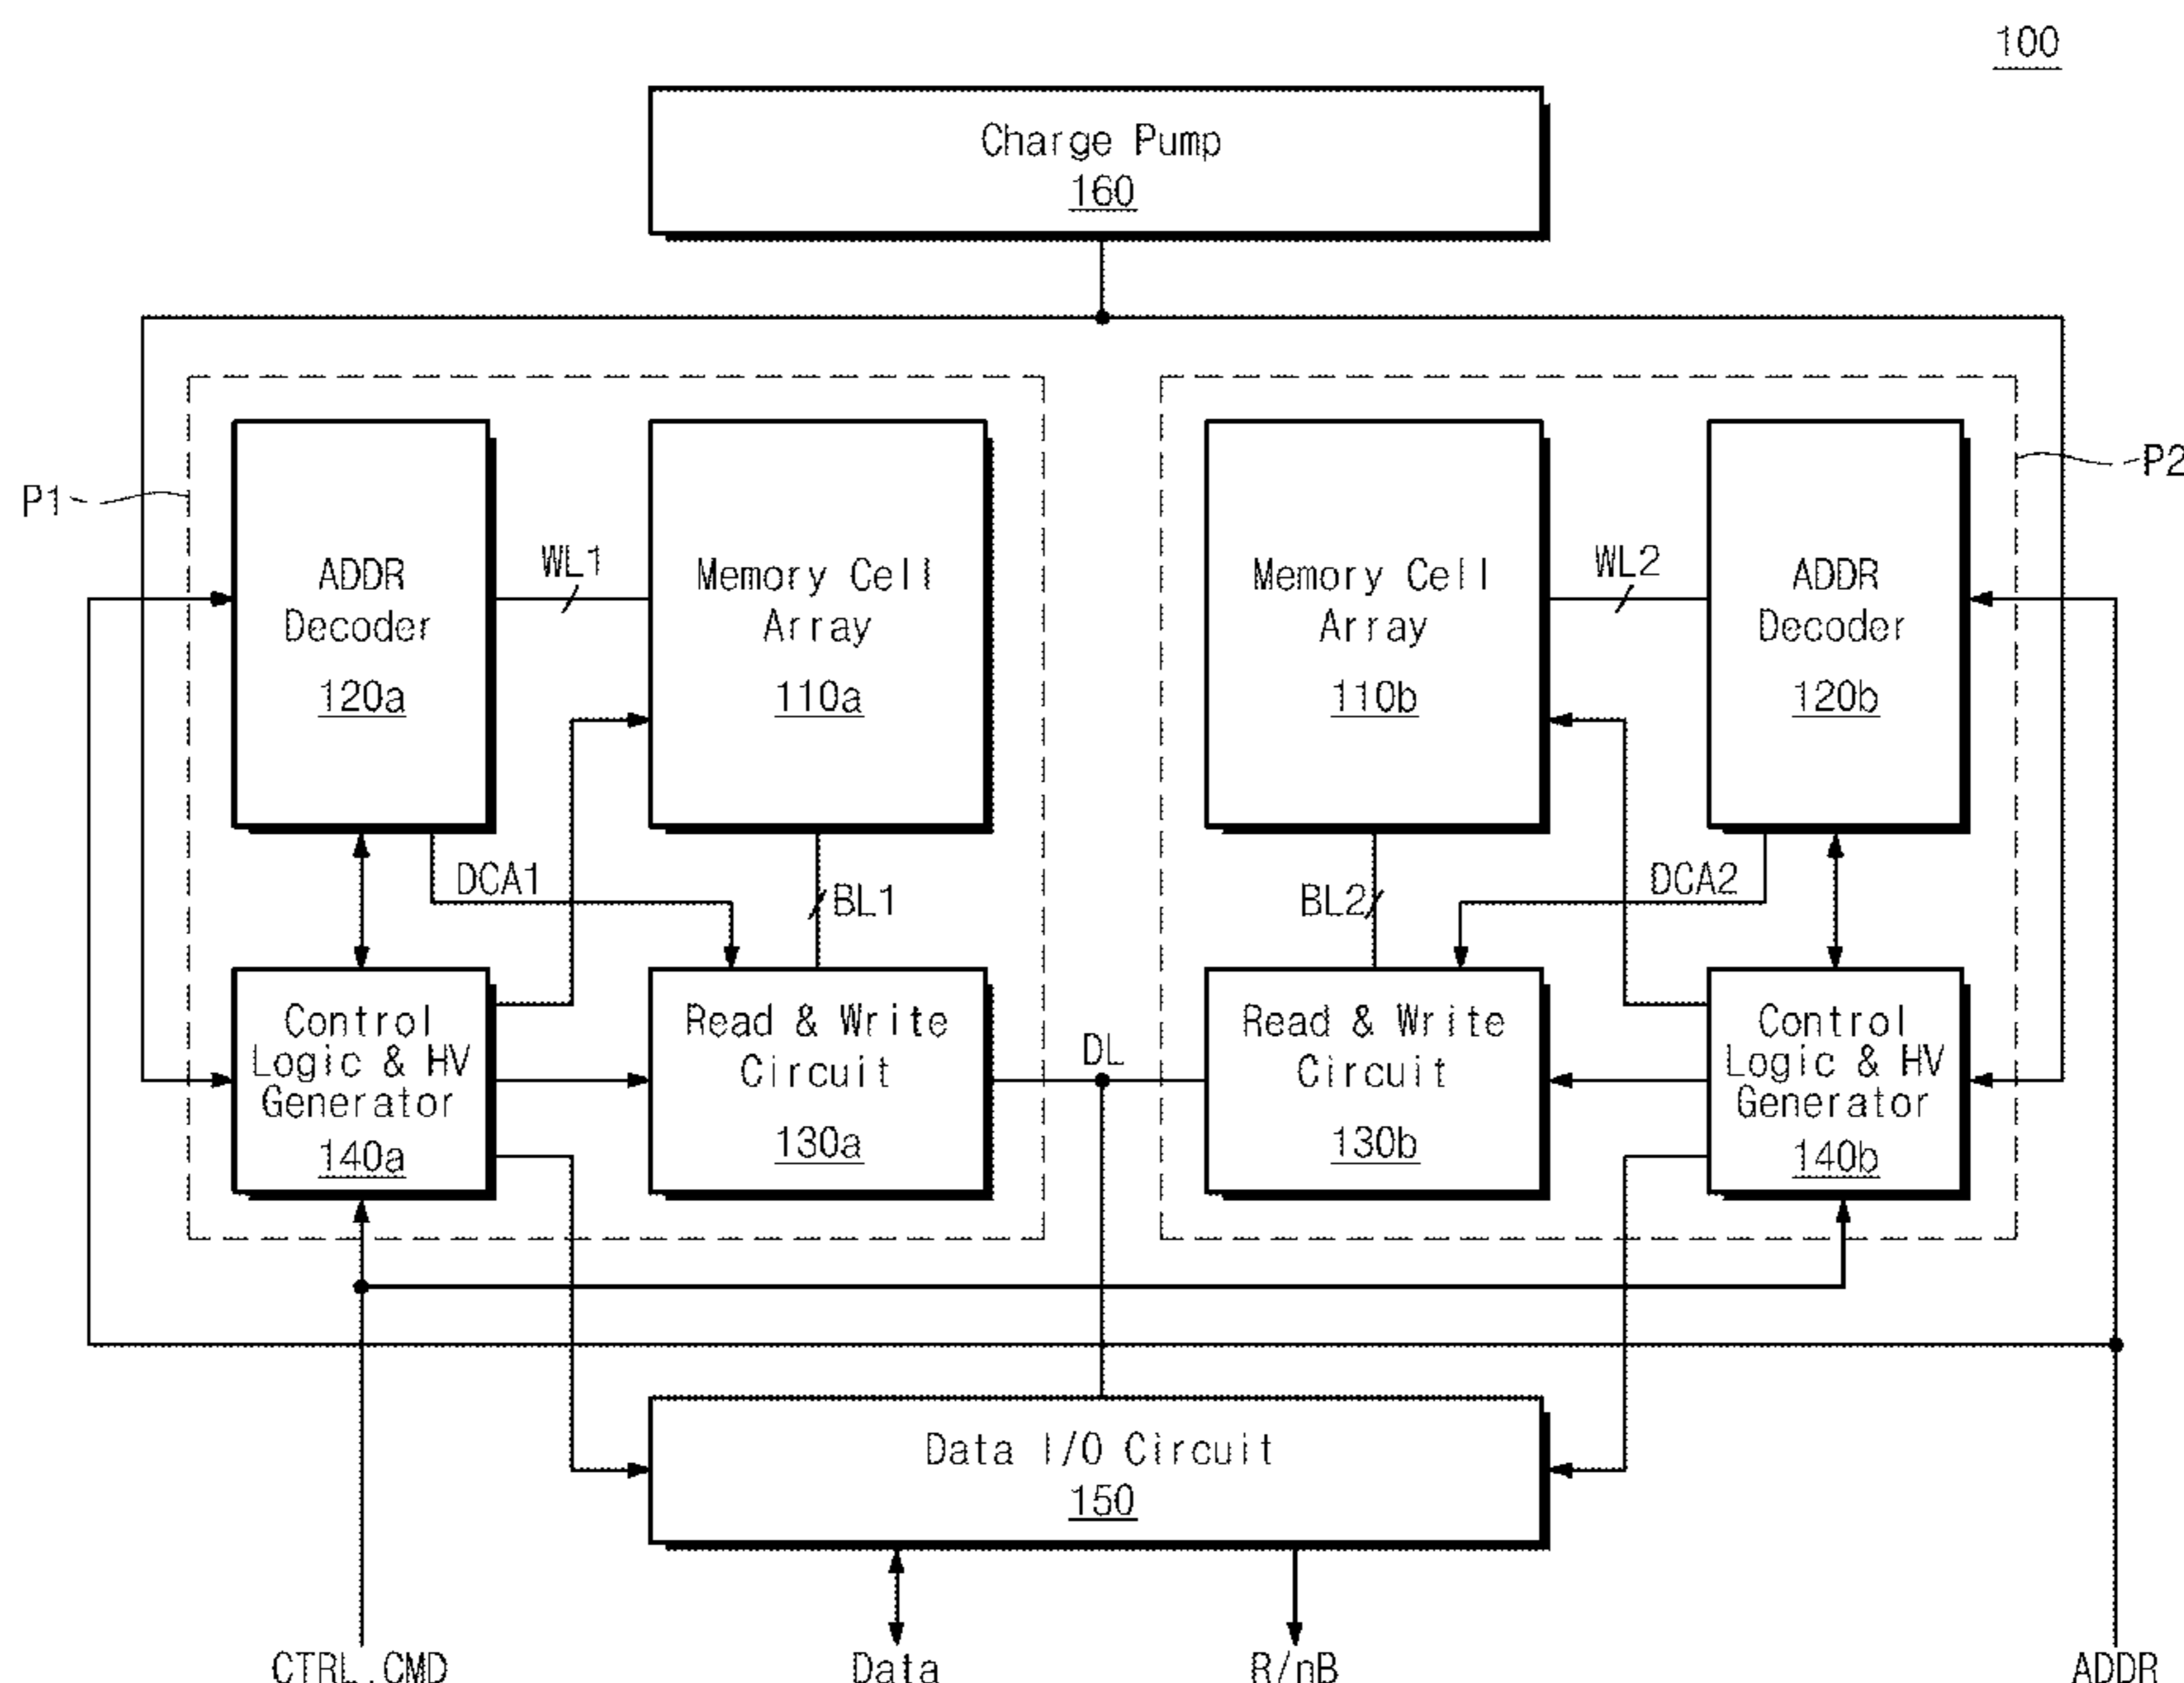 100
Charge Pump
160
P1
P2
ADDR
Decoder
120a
WL1
Memory Cell
Array
110a
Memory Cell
Array
110b
WL2
ADDR
Decoder
120b
DCA1
BL1
BL2
DCA2
Control
Logic & HV
Generator
140a
Read & Write
Circuit
130a
DL
Read & Write
Circuit
130b
Control
Logic & HV
Generator
140b
Data I/O Circuit
150
CTRL,CMD
Data
R/nB
ADDR